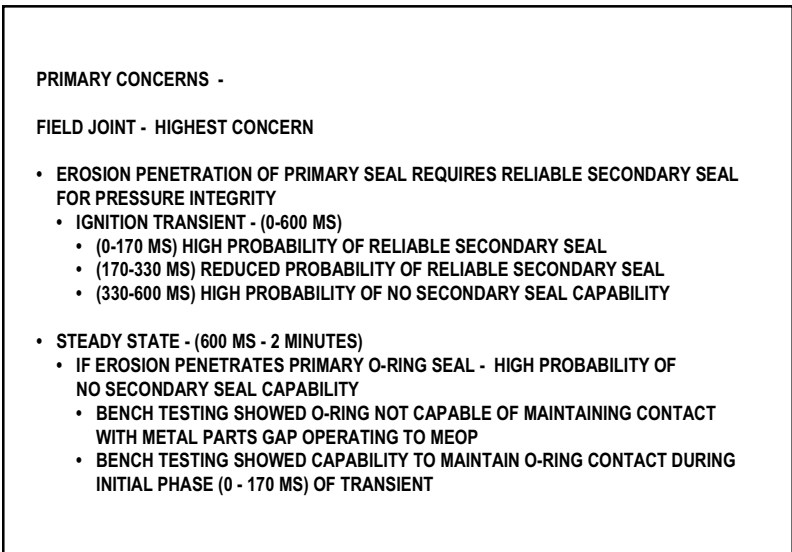 PRIMARY CONCERNS -
FIELD JOINT - HIGHEST CONCERN
• EROSION PENETRATION OF PRIMARY SEAL REQUIRES RELIABLE SECONDARY SEAL
FOR PRESSURE INTEGRITY
• IGNITION TRANSIENT - (0-600 MS)
• (0-170 MS) HIGH PROBABILITY OF RELIABLE SECONDARY SEAL
• (170-330 MS) REDUCED PROBABILITY OF RELIABLE SECONDARY SEAL
• (330-600 MS) HIGH PROBABILITY OF NO SECONDARY SEAL CAPABILITY
• STEADY STATE - (600 MS - 2 MINUTES)
• IF EROSION PENETRATES PRIMARY O-RING SEAL - HIGH PROBABILITY OF
NO SECONDARY SEAL CAPABILITY
• BENCH TESTING SHOWED O-RING NOT CAPABLE OF MAINTAINING CONTACT
WITH METAL PARTS GAP OPERATING TO MEOP
• BENCH TESTING SHOWED CAPABILITY TO MAINTAIN O-RING CONTACT DURING
INITIAL PHASE (0 - 170 MS) OF TRANSIENT